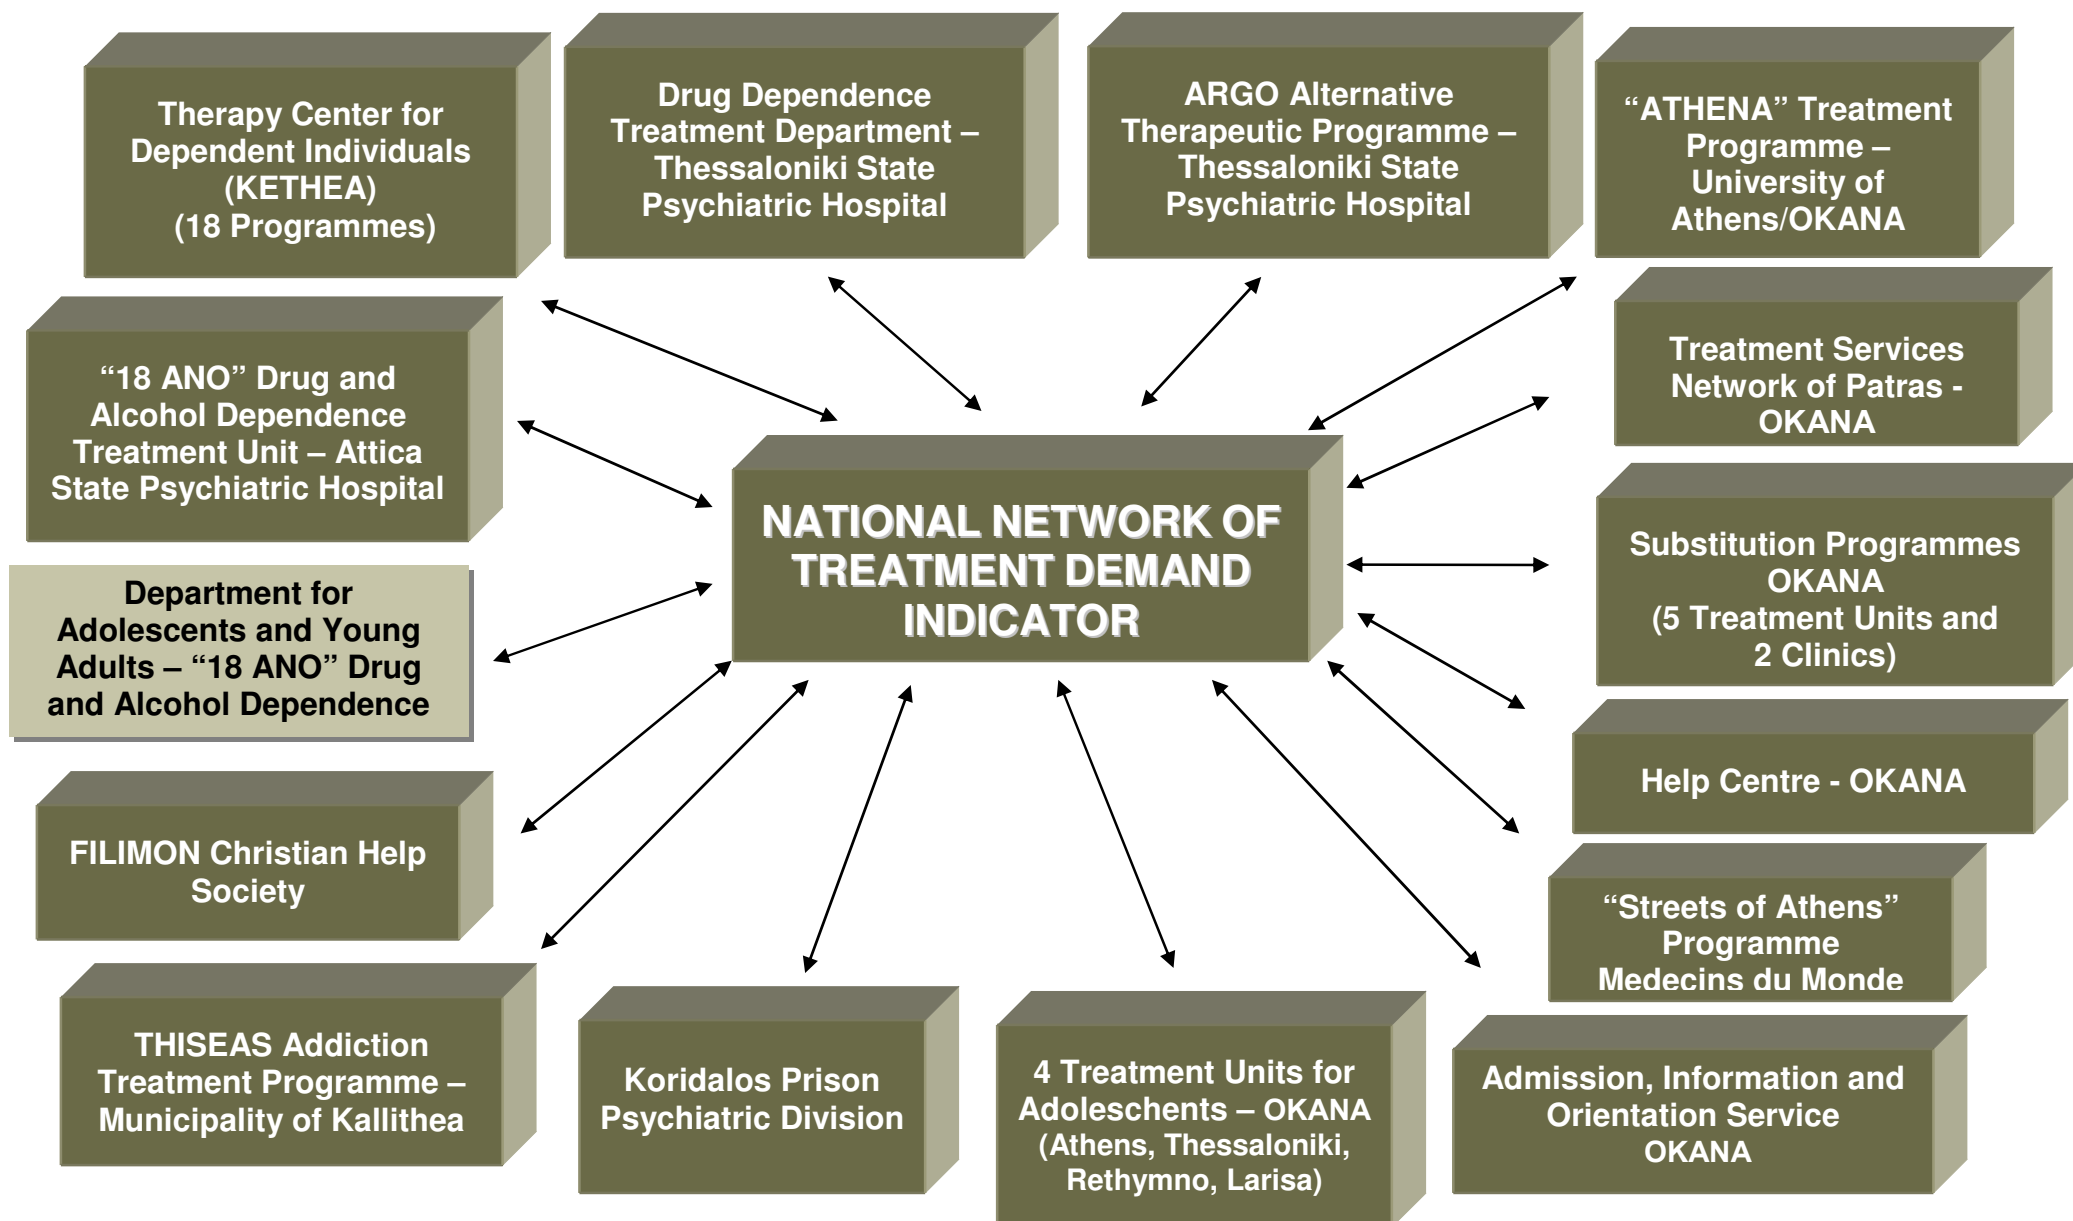 Therapy Center for
Dependent Individuals
(KETHEA)
(18 Programmes)
Drug Dependence
Treatment Department –
Thessaloniki State
Psychiatric Hospital
ARGO Alternative
Therapeutic Programme –
Thessaloniki State
Psychiatric Hospital
“ATHENA” Treatment
Programme –
University of
Athens/OKANA
“18 ANO” Drug and
Alcohol Dependence
Treatment Unit – Attica
State Psychiatric Hospital
Treatment Services
Network of Patras -
OKANA
NATIONAL NETWORK OF
TREATMENT DEMAND
INDICATOR
Substitution Programmes
OKANA
(5 Treatment Units and
2 Clinics)
Department for
Adolescents and Young
Adults – “18 ANO” Drug
and Alcohol Dependence
Help Centre - OKANA
FILIMON Christian Help
Society
“Streets of Athens”
Programme
Medecins du Monde
THISEAS Addiction
Treatment Programme –
Municipality of Kallithea
Koridalos Prison
Psychiatric Division
4 Treatment Units for
Adoleschents – OKANA
(Athens, Thessaloniki,
Rethymno, Larisa)
Admission, Information and
Orientation Service
OKANA